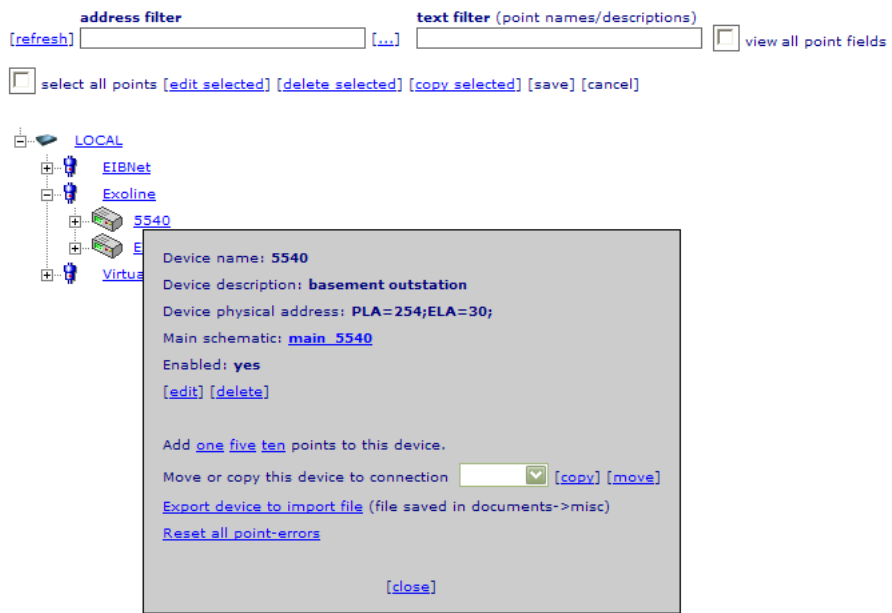 address filter
text filter (point names/descriptions)
[refresh] [...] view all point fields
select all points [edit selected] [delete selected] [copy selected] [save] [cancel]
LOCAL
EIBNet
Exoline
5540
E
Virtua
Device name: 5540
Device description: basement outstation
Device physical address: PLA=254;ELA=30;
Main schematic: main_5540
Enabled: yes
[edit] [delete]
Add one five ten points to this device.
Move or copy this device to connection [copy] [move]
Export device to import file (file saved in documents->misc)
Reset all point-errors
[close]